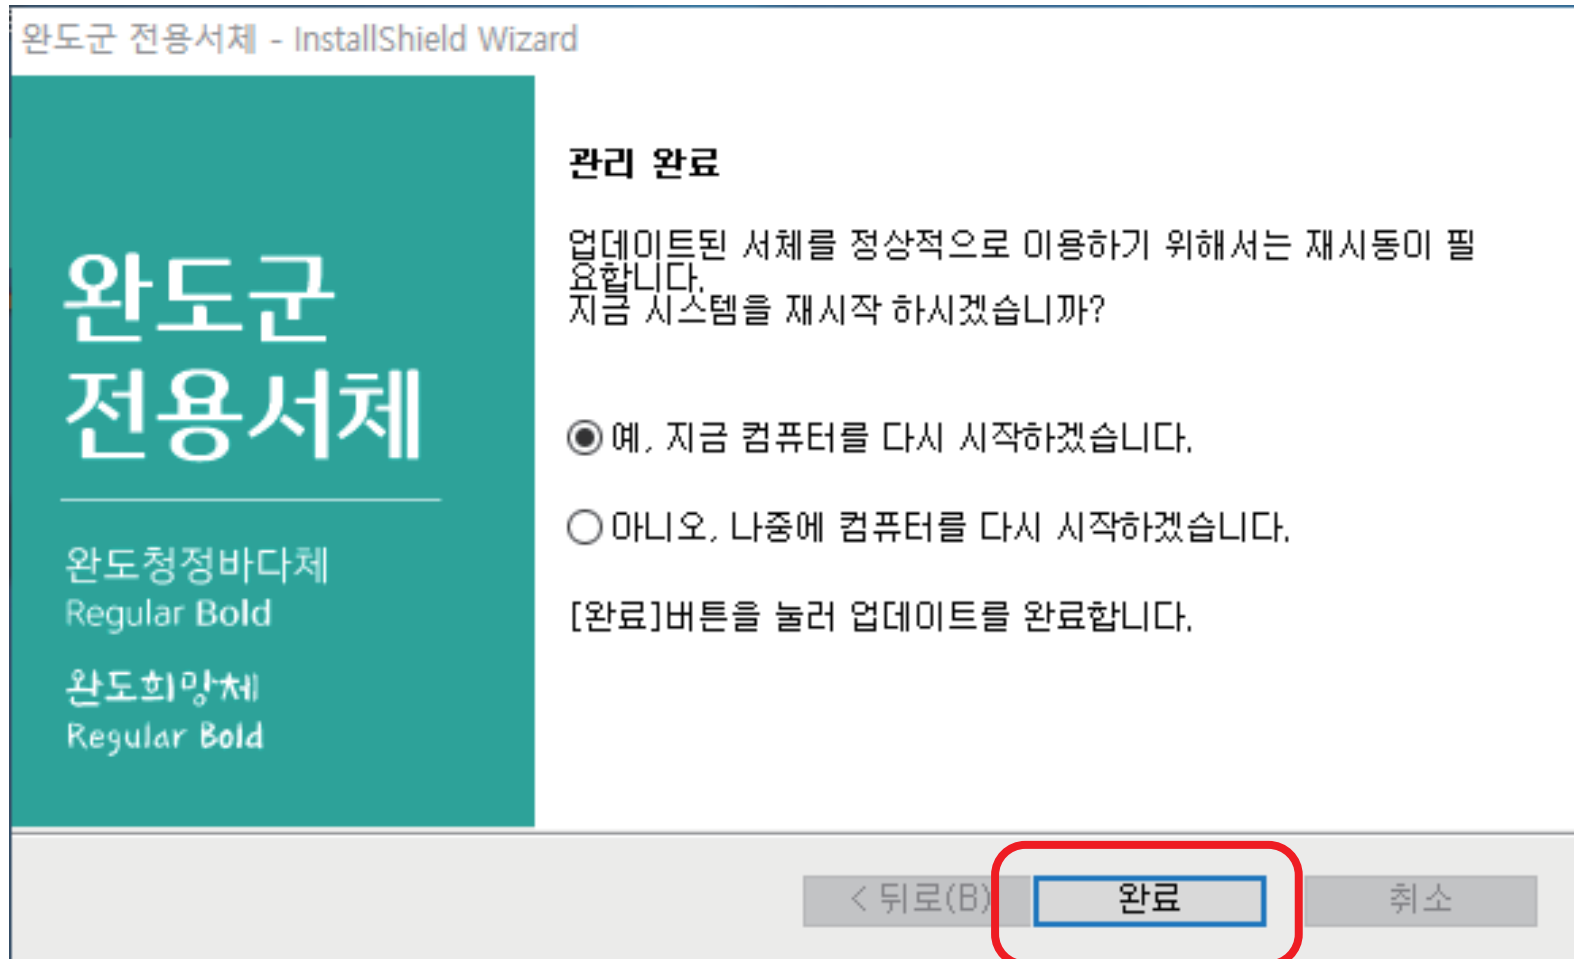 완도군 전용서체 - InstallShield Wizard
완도군
전용서체
완도청정바다체
Regular Bold
완도희망체
Regular Bold
관리 완료
업데이트된 서체를 정상적으로 이용하기 위해서는 재시동이 필
요합니다.
지금 시스템을 재시작 하시겠습니까?
예, 지금 컴퓨터를 다시 시작하겠습니다.
아니오, 나중에 컴퓨터를 다시 시작하겠습니다.
[완료]버튼을 눌러 업데이트를 완료합니다.
< 뒤로(B) 완료 취소